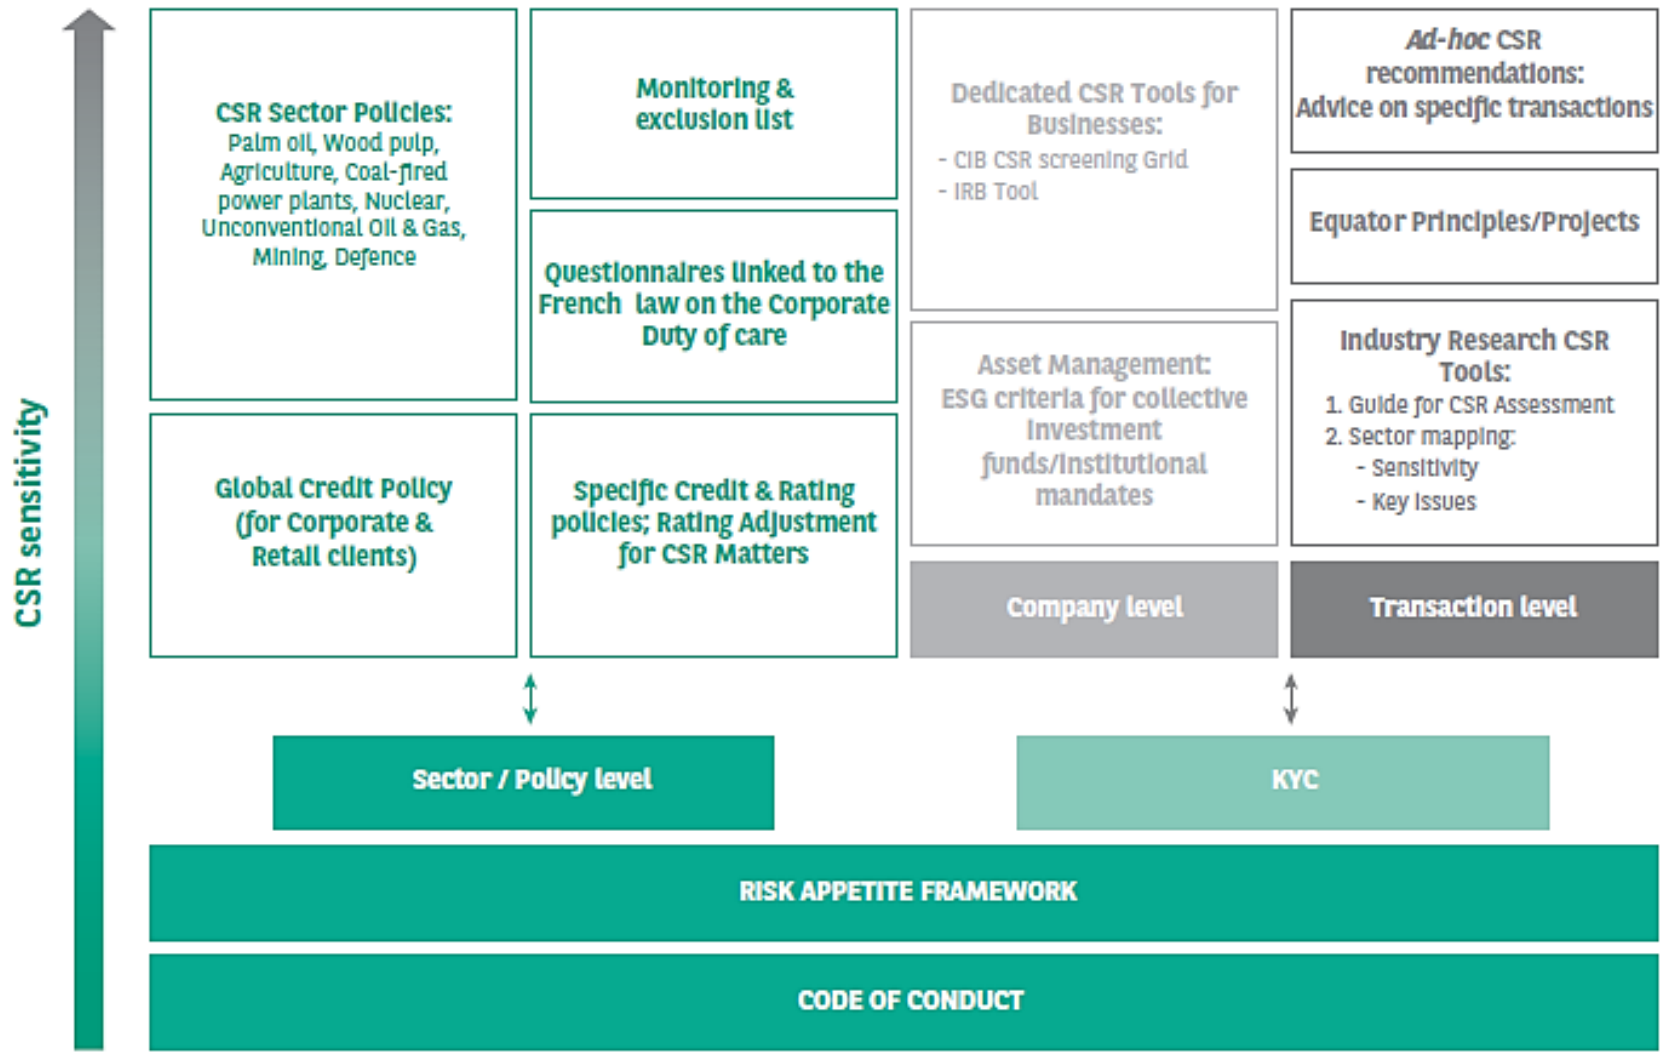 CSR sensitivity
CSR Sector Policies:
Palm oil, Wood pulp,
Agriculture, Coal-fired
power plants, Nuclear,
Unconventional Oil & Gas,
Mining, Defence
Global Credit Policy
(for Corporate &
Retail clients)
Monitoring &
exclusion list
Questionnaires linked to the
French law on the Corporate
Duty of care
Specific Credit & Rating
policies; Rating Adjustment
for CSR Matters
Dedicated CSR Tools for
Businesses:
- CIB CSR screening Grid
- IRB Tool
Asset Management:
ESG criteria for collective
investment
funds/institutional
mandates
Company level
Ad-hoc CSR
recommendations:
Advice on specific transactions
Equator Principles/Projects
Industry Research CSR
Tools:
1. Guide for CSR Assessment
2. Sector mapping:
- Sensitivity
- Key issues
Transaction level
Sector / Policy level
KYC
RISK APPETITE FRAMEWORK
CODE OF CONDUCT